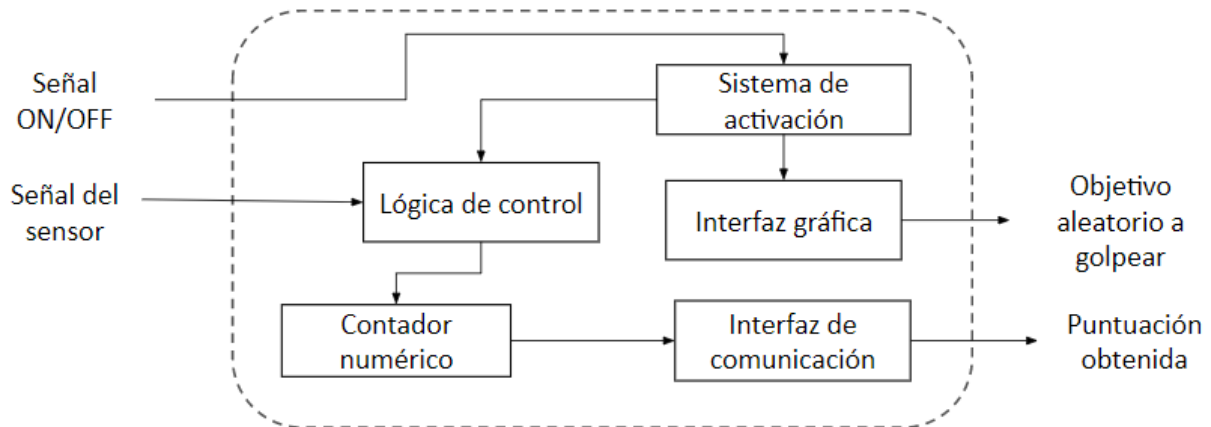 Señal
ON/OFF
Sistema de
activación
Señal del
sensor
Lógica de control
Interfaz gráfica
Objetivo
aleatorio a
golpear
Contador
numérico
Interfaz de
comunicación
Puntuación
obtenida